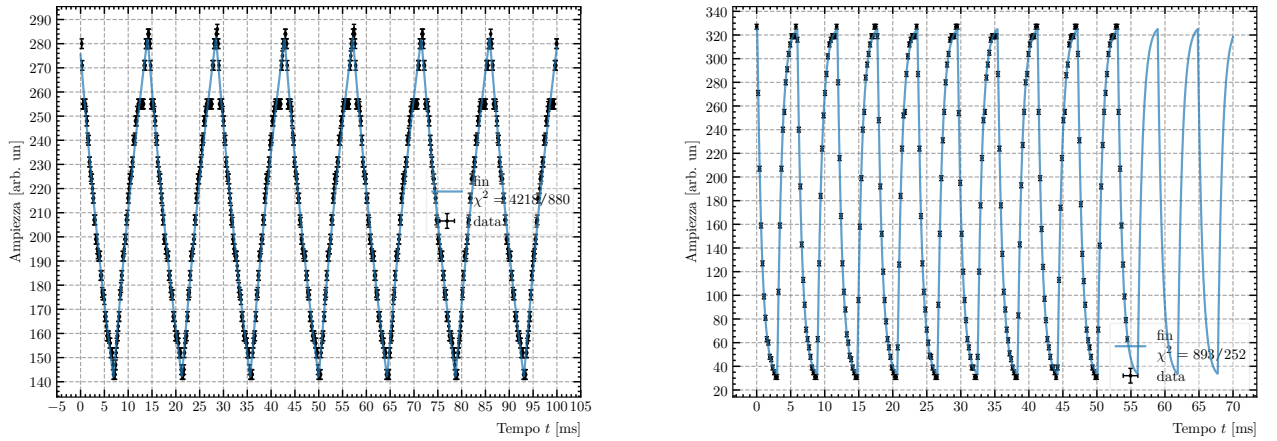 290
280
270
260
250
240
230
220
210
200
190
180
170
160
150
140
Ampiezza [arb. un]
fin
χ² = 4218/880
data
−5 0 5 10 15 20 25 30 35 40 45 50 55 60 65 70 75 80 85 90 95 100 105
Tempo t [ms]
340
320
300
280
260
240
220
200
180
160
140
120
100
80
60
40
20
Ampiezza [arb. un]
fin
χ² = 893/252
data
0 5 10 15 20 25 30 35 40 45 50 55 60 65 70
Tempo t [ms]